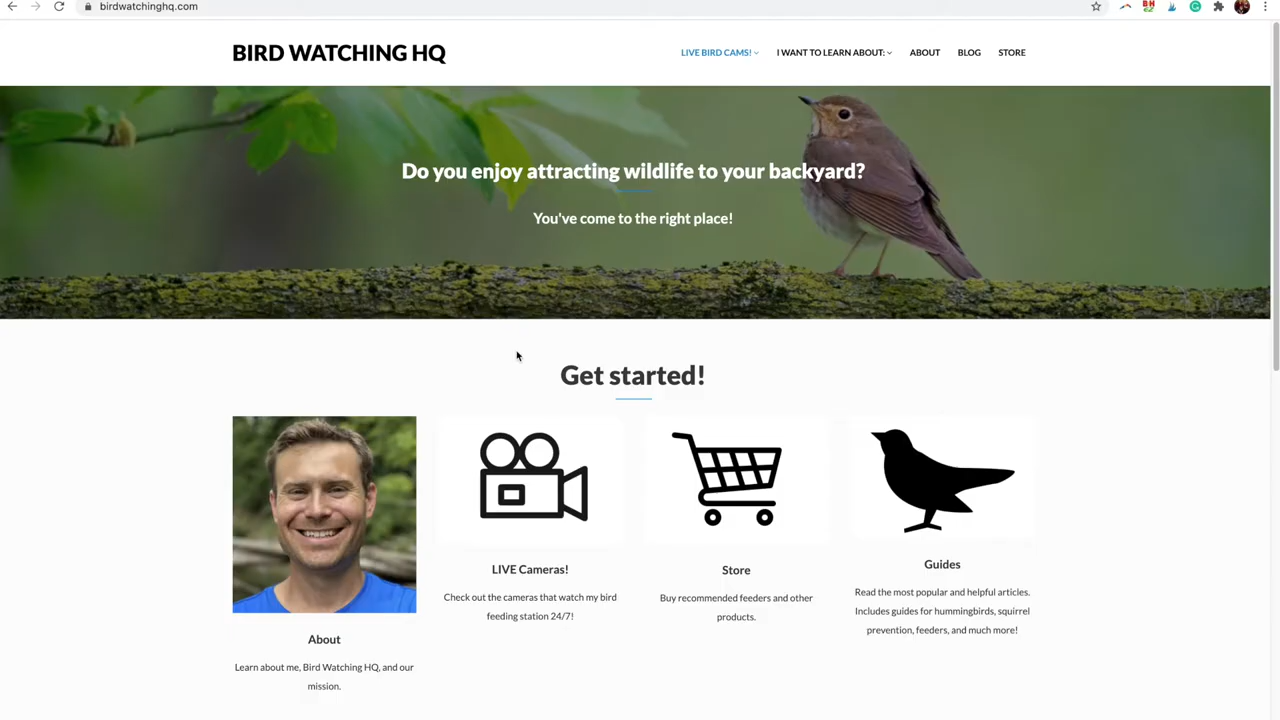 birdwatchinghq.com
BIRD WATCHING HQ
LIVE BIRD CAMS! I WANT TO LEARN ABOUT: ABOUT BLOG STORE
Do you enjoy attracting wildlife to your backyard?
You've come to the right place!
Get started!
About
Learn about me, Bird Watching HQ, and our
mission.
LIVE Cameras!
Check out the cameras that watch my bird
feeding station 24/7!
Store
Buy recommended feeders and other
products.
Guides
Read the most popular and helpful articles.
Includes guides for hummingbirds, squirrel
prevention, feeders, and much more!